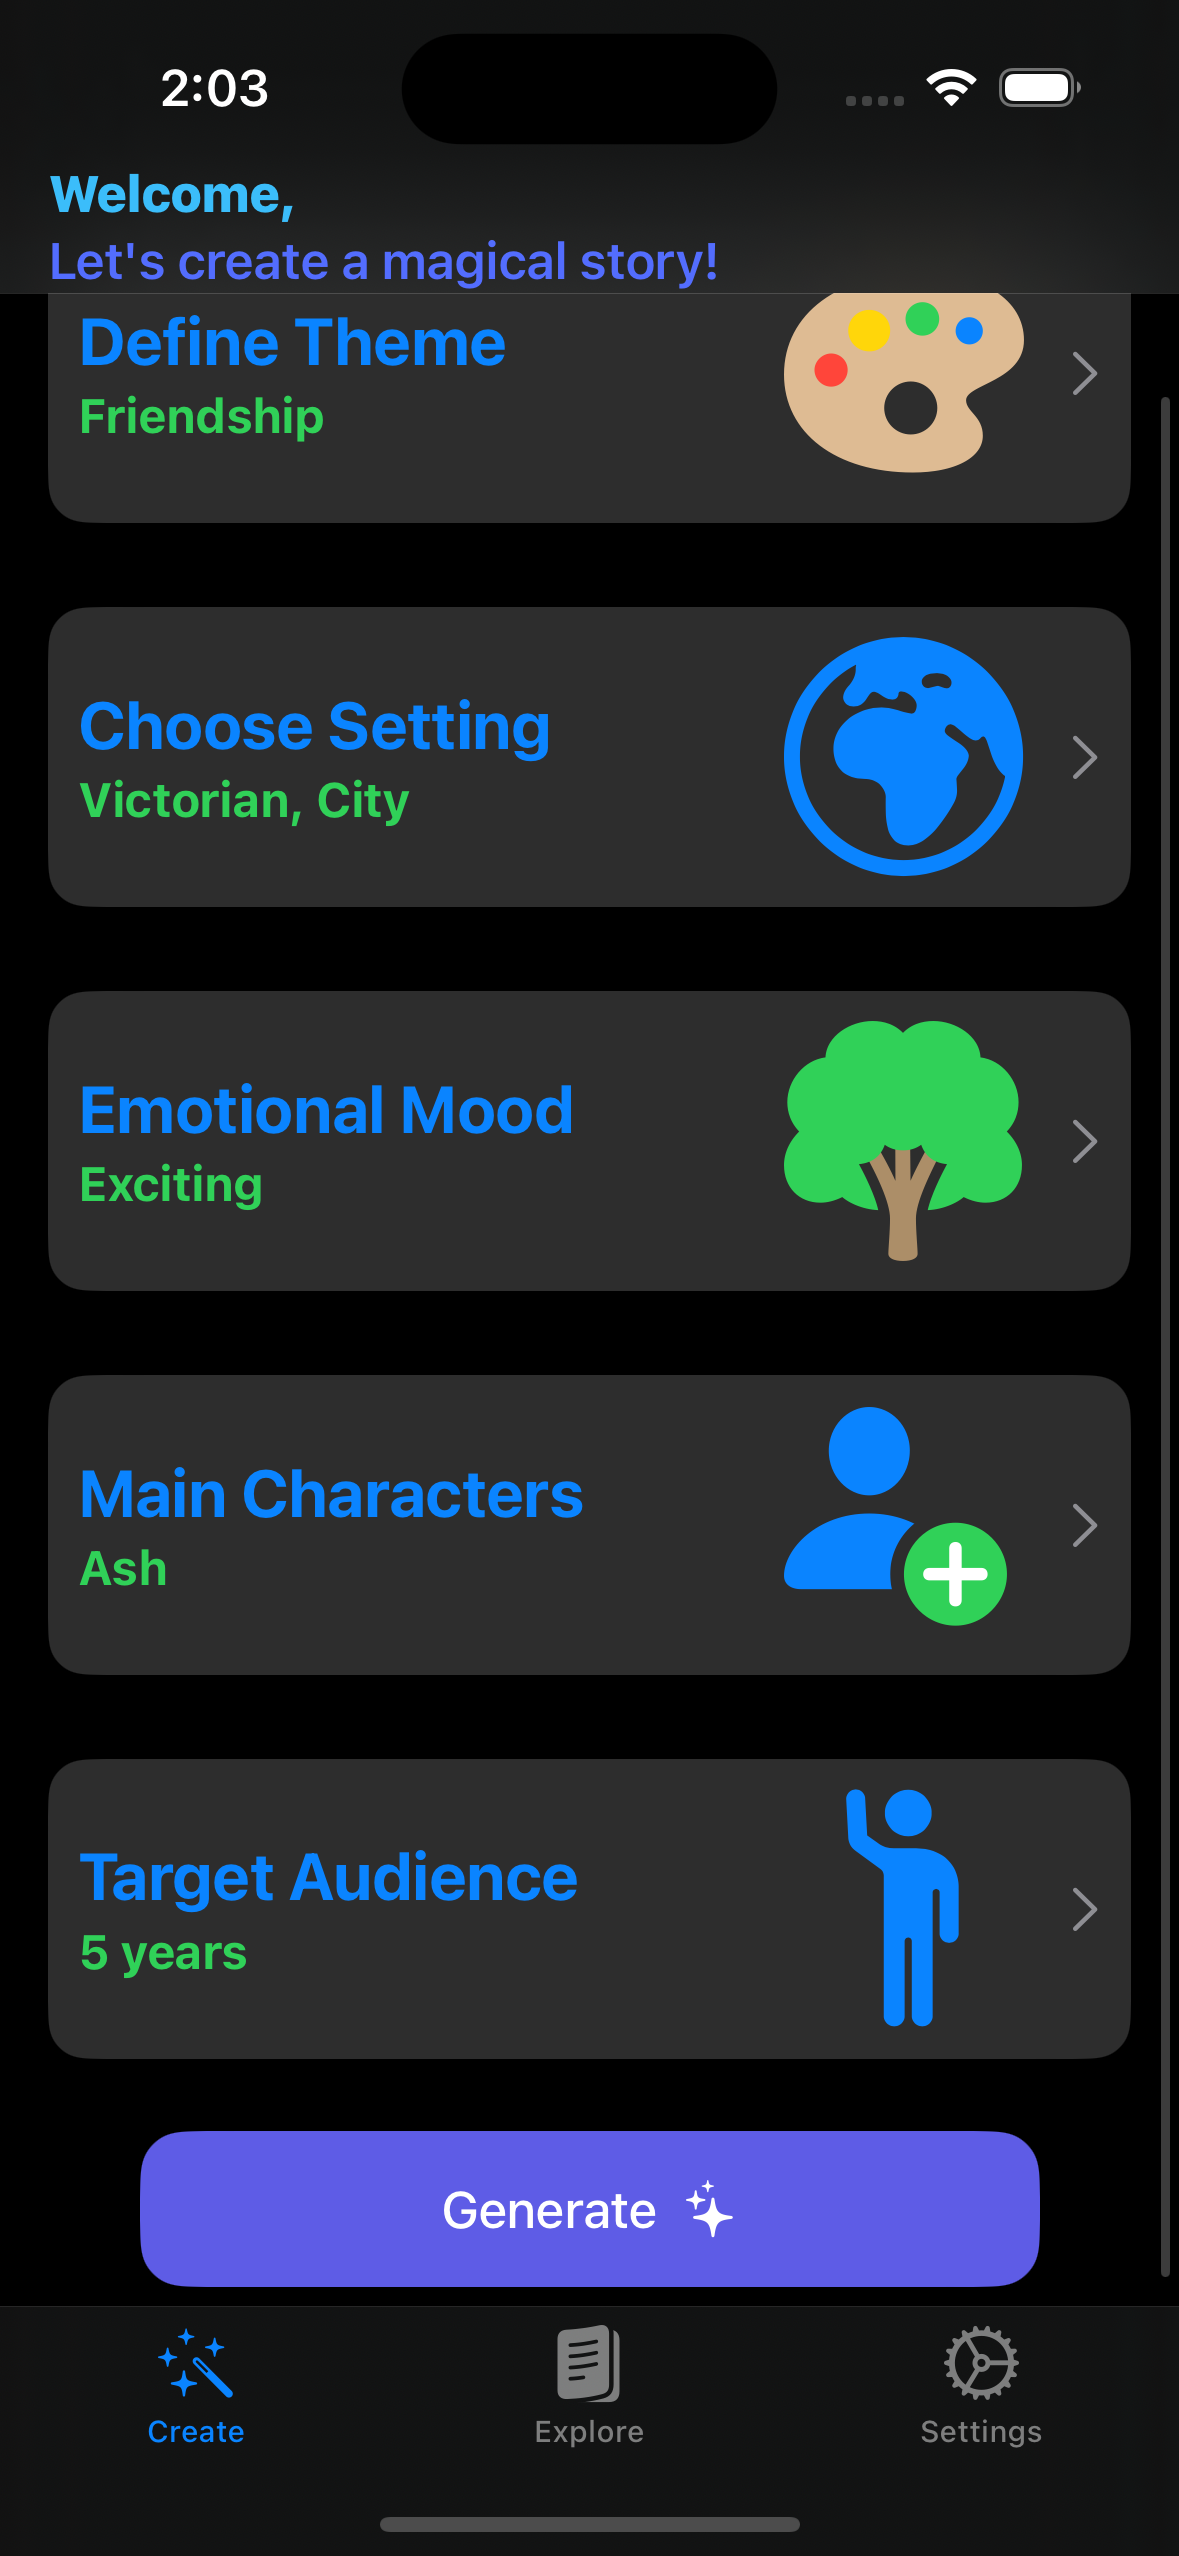 2:03
Welcome,
Let's create a magical story!
Define Theme
Friendship
Choose Setting
Victorian, City
Emotional Mood
Exciting
Main Characters
Ash
Target Audience
5 years
Generate
Create
Explore
Settings